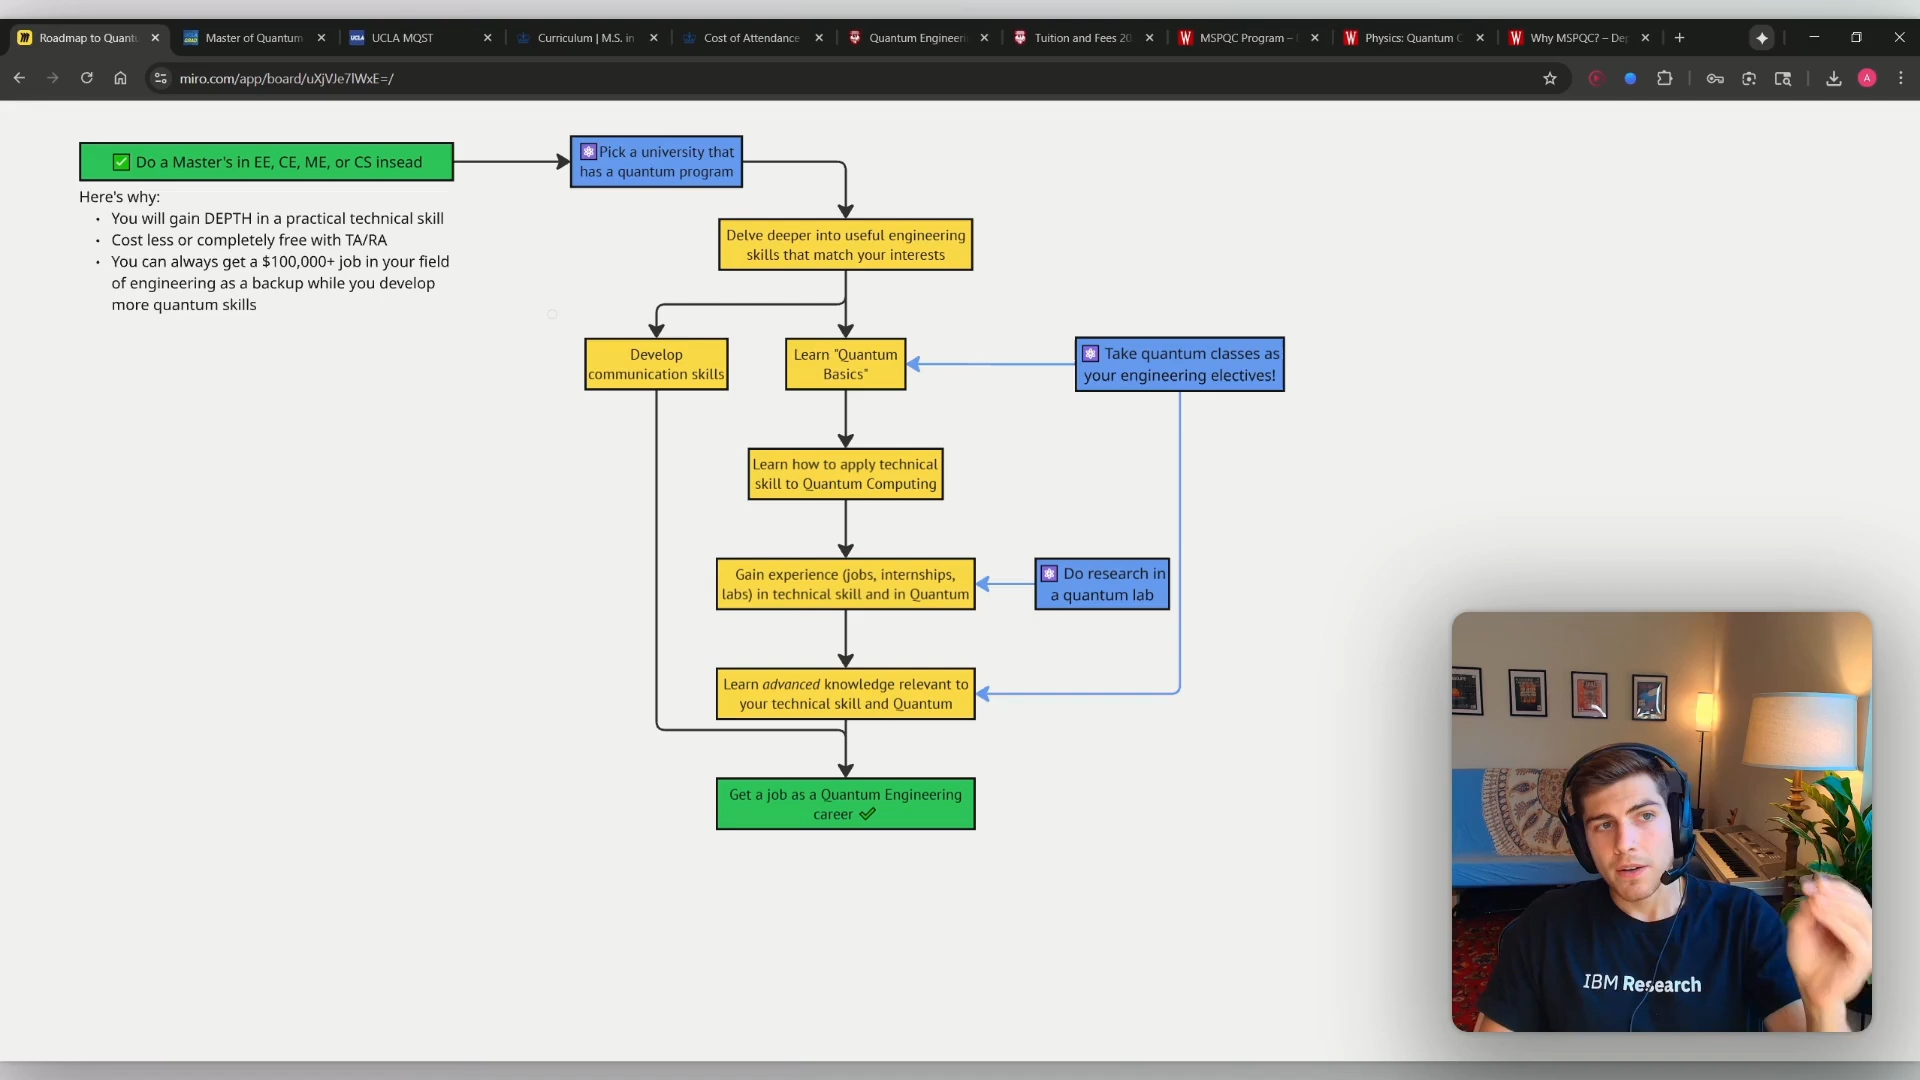 Roadmap to Quant
Master of Quantum
UCLA MQST
Curriculum | M.S. in
Cost of Attendance
Quantum Engineeri
Tuition and Fees 20
MSPQC Program –
Physics: Quantum C
Why MSPQC? – Dep
miro.com/app/board/uXjVJe7lWxE=/
A
✅ Do a Master's in EE, CE, ME, or CS insead
Here's why:
• You will gain DEPTH in a practical technical skill
• Cost less or completely free with TA/RA
• You can always get a $100,000+ job in your field
of engineering as a backup while you develop
more quantum skills
⚛ Pick a university that
has a quantum program
Delve deeper into useful engineering
skills that match your interests
Develop
communication skills
Learn "Quantum
Basics"
⚛ Take quantum classes as
your engineering electives!
Learn how to apply technical
skill to Quantum Computing
Gain experience (jobs, internships,
labs) in technical skill and in Quantum
⚛ Do research in
a quantum lab
Learn advanced knowledge relevant to
your technical skill and Quantum
Get a job as a Quantum Engineering
career ✔
IBM Research